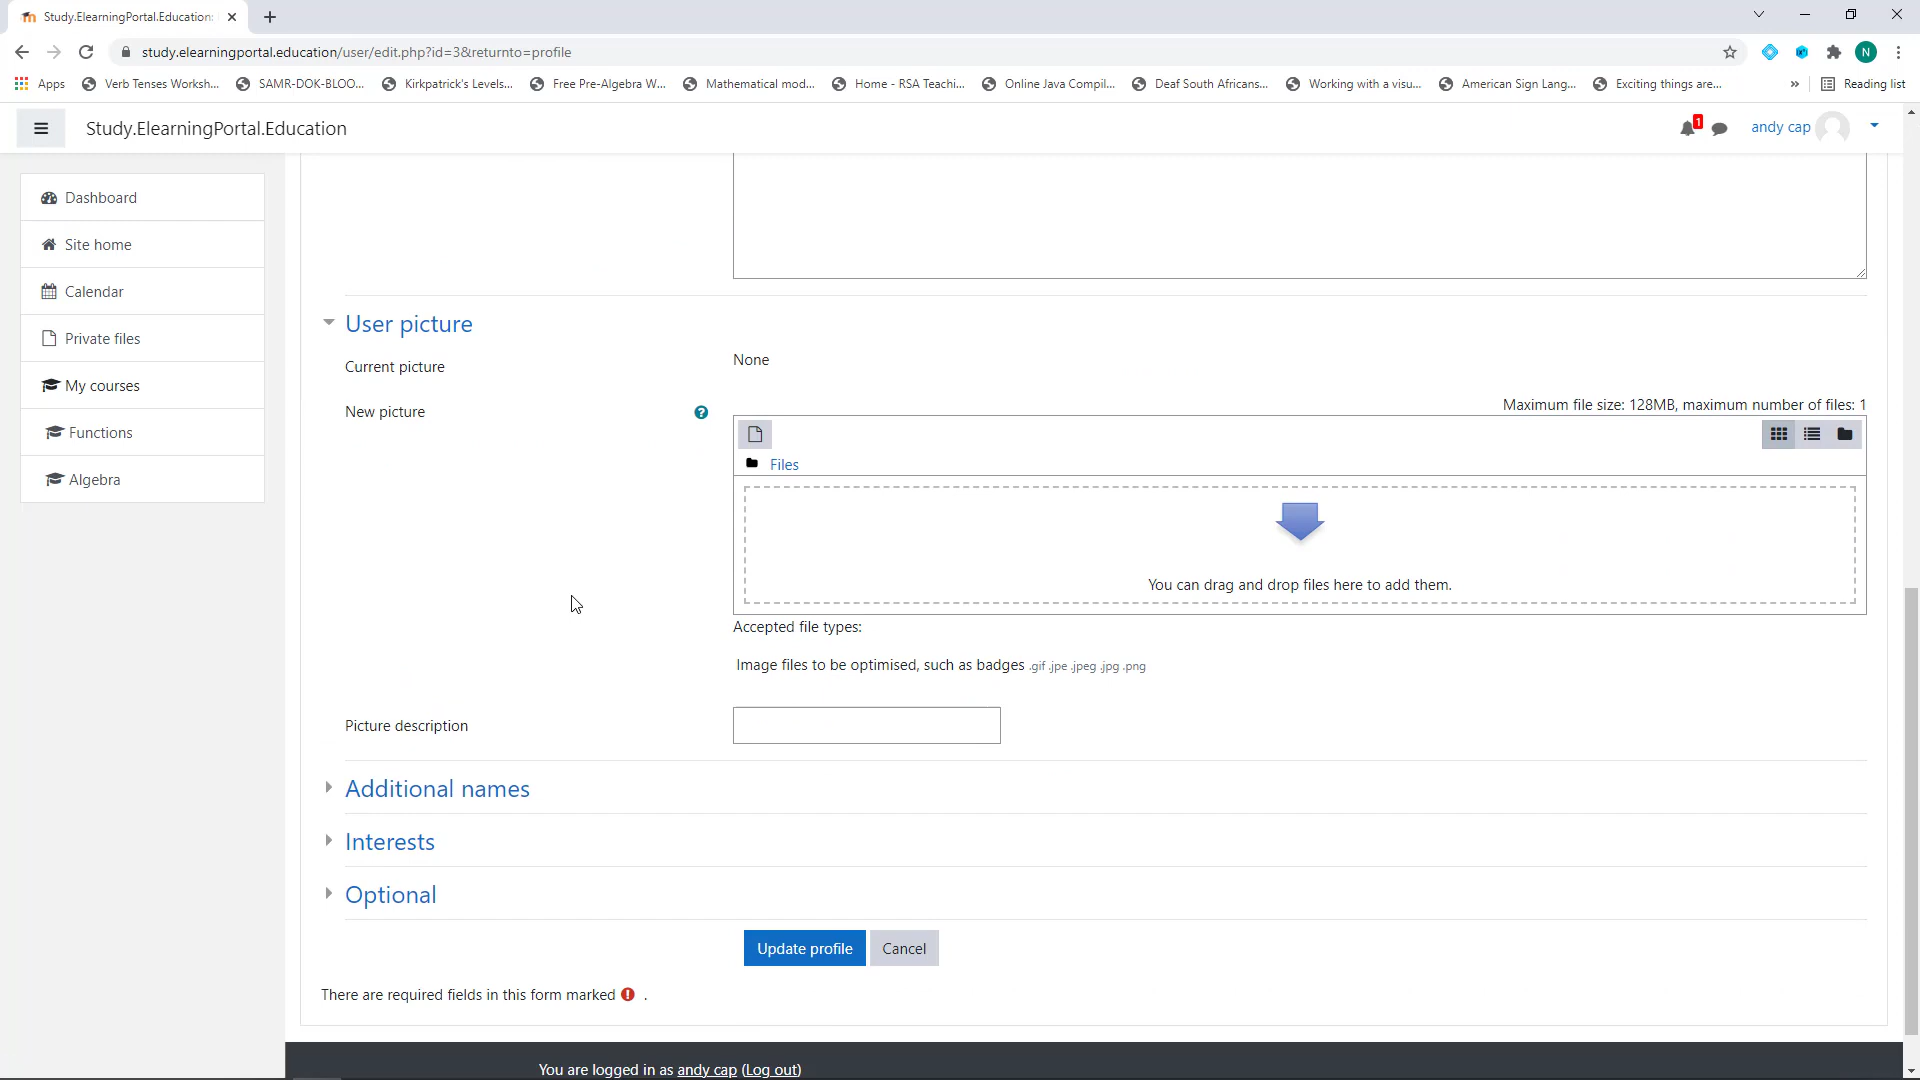 Study.ElearningPortal.Education:
study.elearningportal.education/user/edit.php?id=3&returnto=profile
N
Apps
Verb Tenses Worksh...
SAMR-DOK-BLOO...
Kirkpatrick's Levels...
Free Pre-Algebra W...
Mathematical mod...
Home - RSA Teachi...
Online Java Compil...
Deaf South Africans...
Working with a visu...
American Sign Lang...
Exciting things are...
»
Reading list
Study.ElearningPortal.Education
1
andy cap
Dashboard
Site home
Calendar
Private files
My courses
Functions
Algebra
User picture
Current picture
None
New picture
Maximum file size: 128MB, maximum number of files: 1
Files
You can drag and drop files here to add them.
Accepted file types:
Image files to be optimised, such as badges .gif .jpe .jpeg .jpg .png
Picture description
Additional names
Interests
Optional
Update profile
Cancel
There are required fields in this form marked .
You are logged in as andy cap (Log out)